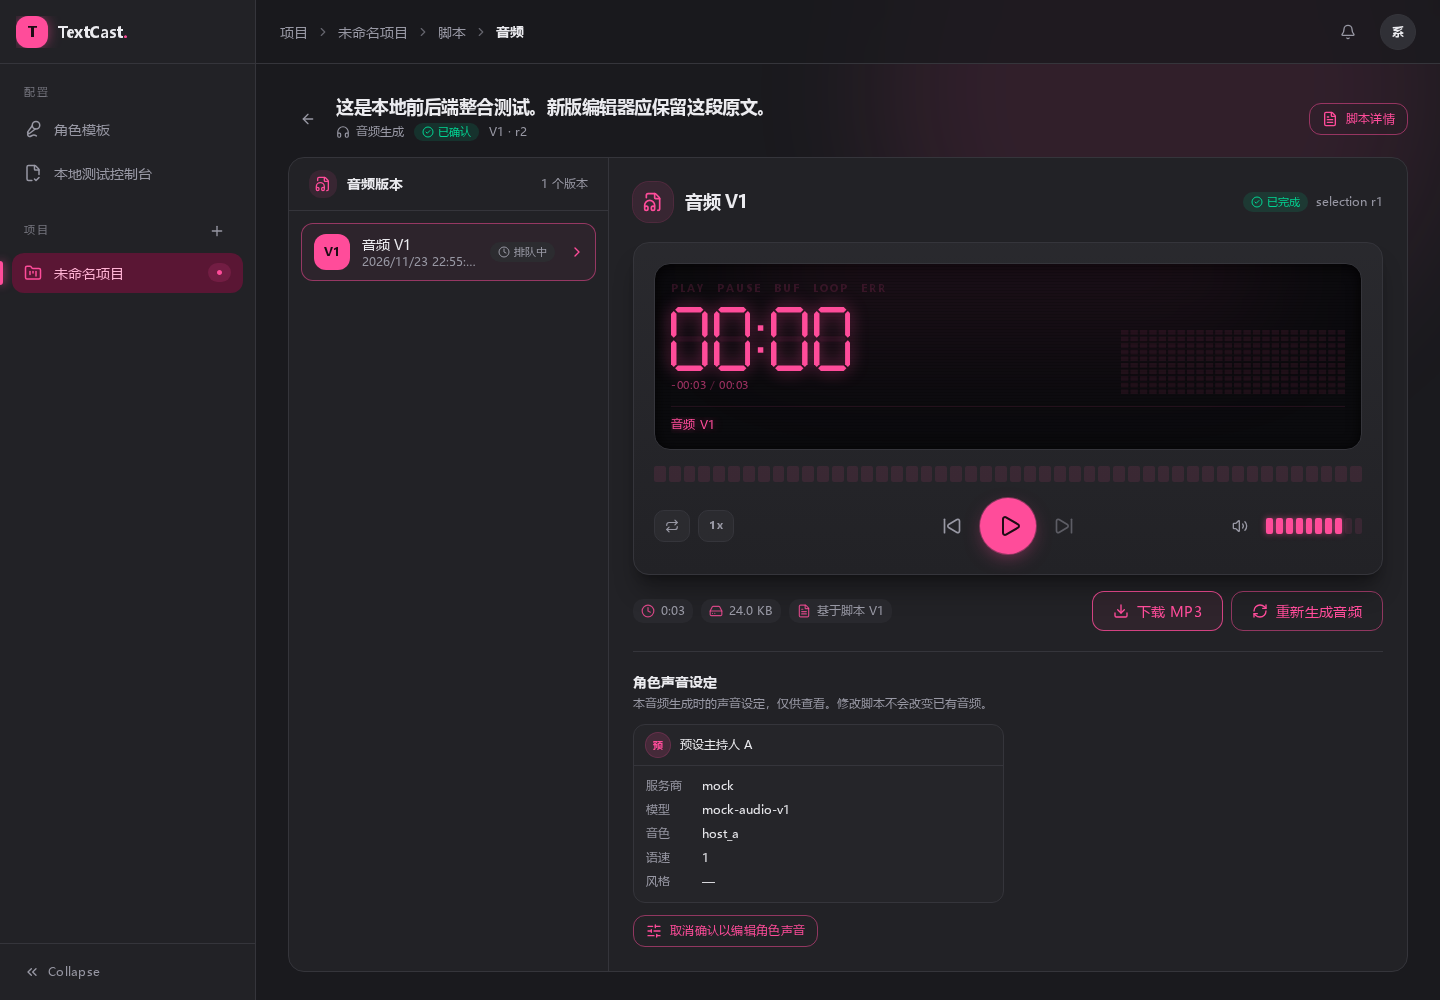 T TextCast.
项目 > 未命名项目 > 脚本 > 音频
系
配置
角色模板
本地测试控制台
项目
未命名项目
Collapse
这是本地前后端整合测试。新版编辑器应保留这段原文。
音频生成 已确认 V1 · r2
脚本详情
音频版本 1 个版本
V1 音频 V1
2026/11/23 22:55:...
排队中
音频 V1
已完成 selection r1
PLAY PAUSE BUF LOOP ERR
00:00
-00:03 / 00:03
音频 V1
1x
0:03 24.0 KB 基于脚本 V1
下载 MP3 重新生成音频
角色声音设定
本音频生成时的声音设定，仅供查看。修改脚本不会改变已有音频。
预 预设主持人 A
服务商 mock
模型 mock-audio-v1
音色 host_a
语速 1
风格 —
取消确认以编辑角色声音